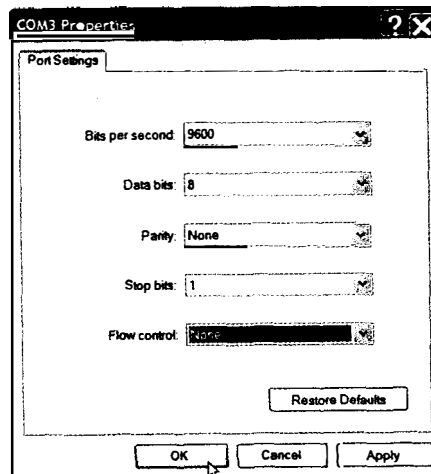 COM3 Properties
Port Settings
Bits per second: 9600
Data bits: 8
Parity: None
Stop bits: 1
Flow control: None
Restore Defaults
OK Cancel Apply